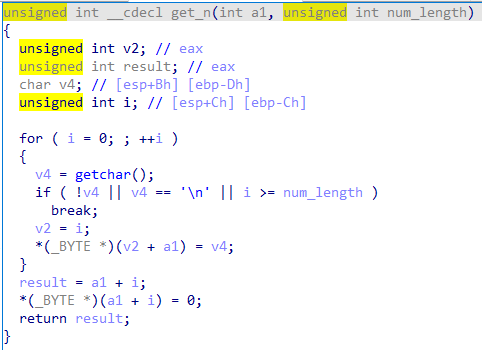 unsigned int __cdecl get_n(int a1, unsigned int num_length)
{
  unsigned int v2; // eax
  unsigned int result; // eax
  char v4; // [esp+Bh] [ebp-Dh]
  unsigned int i; // [esp+Ch] [ebp-Ch]

  for ( i = 0; ; ++i )
  {
    v4 = getchar();
    if ( !v4 || v4 == '\n' || i >= num_length )
      break;
    v2 = i;
    *(_BYTE *)(v2 + a1) = v4;
  }
  result = a1 + i;
  *(_BYTE *)(a1 + i) = 0;
  return result;
}